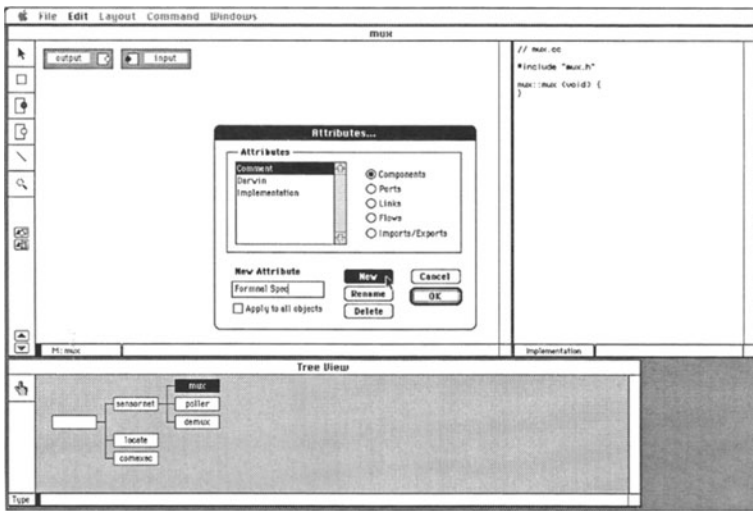 File Edit Layout Command Windows
mux
output
input
// mux.cc
#include "mux.h"
mux::mux (void) {
}
Attributes...
Attributes
Comment
Darwin
Implementation
Components
Ports
Links
Flows
Imports/Exports
New Attribute
Formal Spec
Apply to all objects
New
Rename
Delete
Cancel
OK
M: mux
Implementation
Tree View
mux
sensornet
poller
demux
locate
comexec
Type